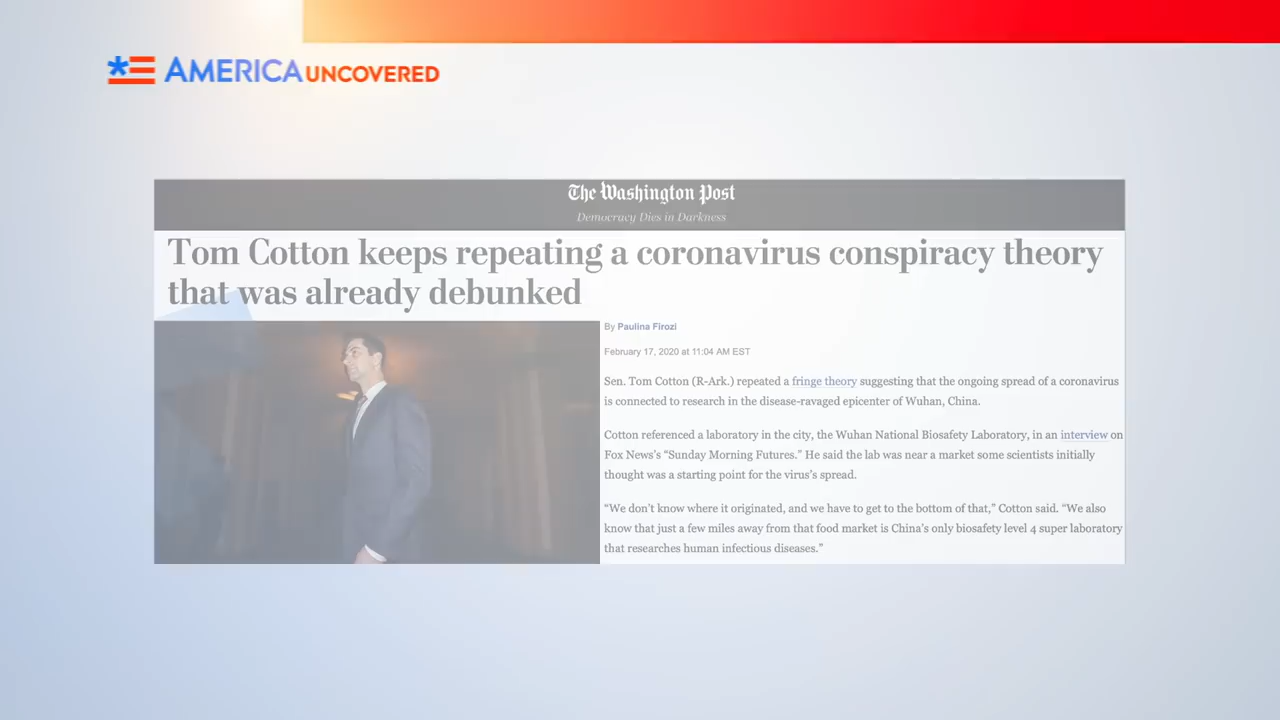 AMERICA UNCOVERED
The Washington Post
Democracy Dies in Darkness
Tom Cotton keeps repeating a coronavirus conspiracy theory
that was already debunked
By Paulina Firozi
February 17, 2020 at 11:04 AM EST
Sen. Tom Cotton (R-Ark.) repeated a fringe theory suggesting that the ongoing spread of a coronavirus
is connected to research in the disease-ravaged epicenter of Wuhan, China.
Cotton referenced a laboratory in the city, the Wuhan National Biosafety Laboratory, in an interview on
Fox News’s “Sunday Morning Futures.” He said the lab was near a market some scientists initially
thought was a starting point for the virus’s spread.
“We don’t know where it originated, and we have to get to the bottom of that,” Cotton said. “We also
know that just a few miles away from that food market is China’s only biosafety level 4 super laboratory
that researches human infectious diseases.”